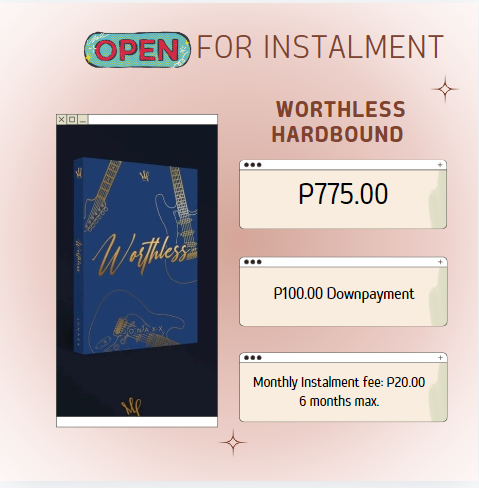 OPEN FOR INSTALMENT
WORTHLESS
HARDBOUND
P775.00
Worthless
Worthless
P100.00 Downpayment
Monthly Instalment fee: P20.00
6 months max.